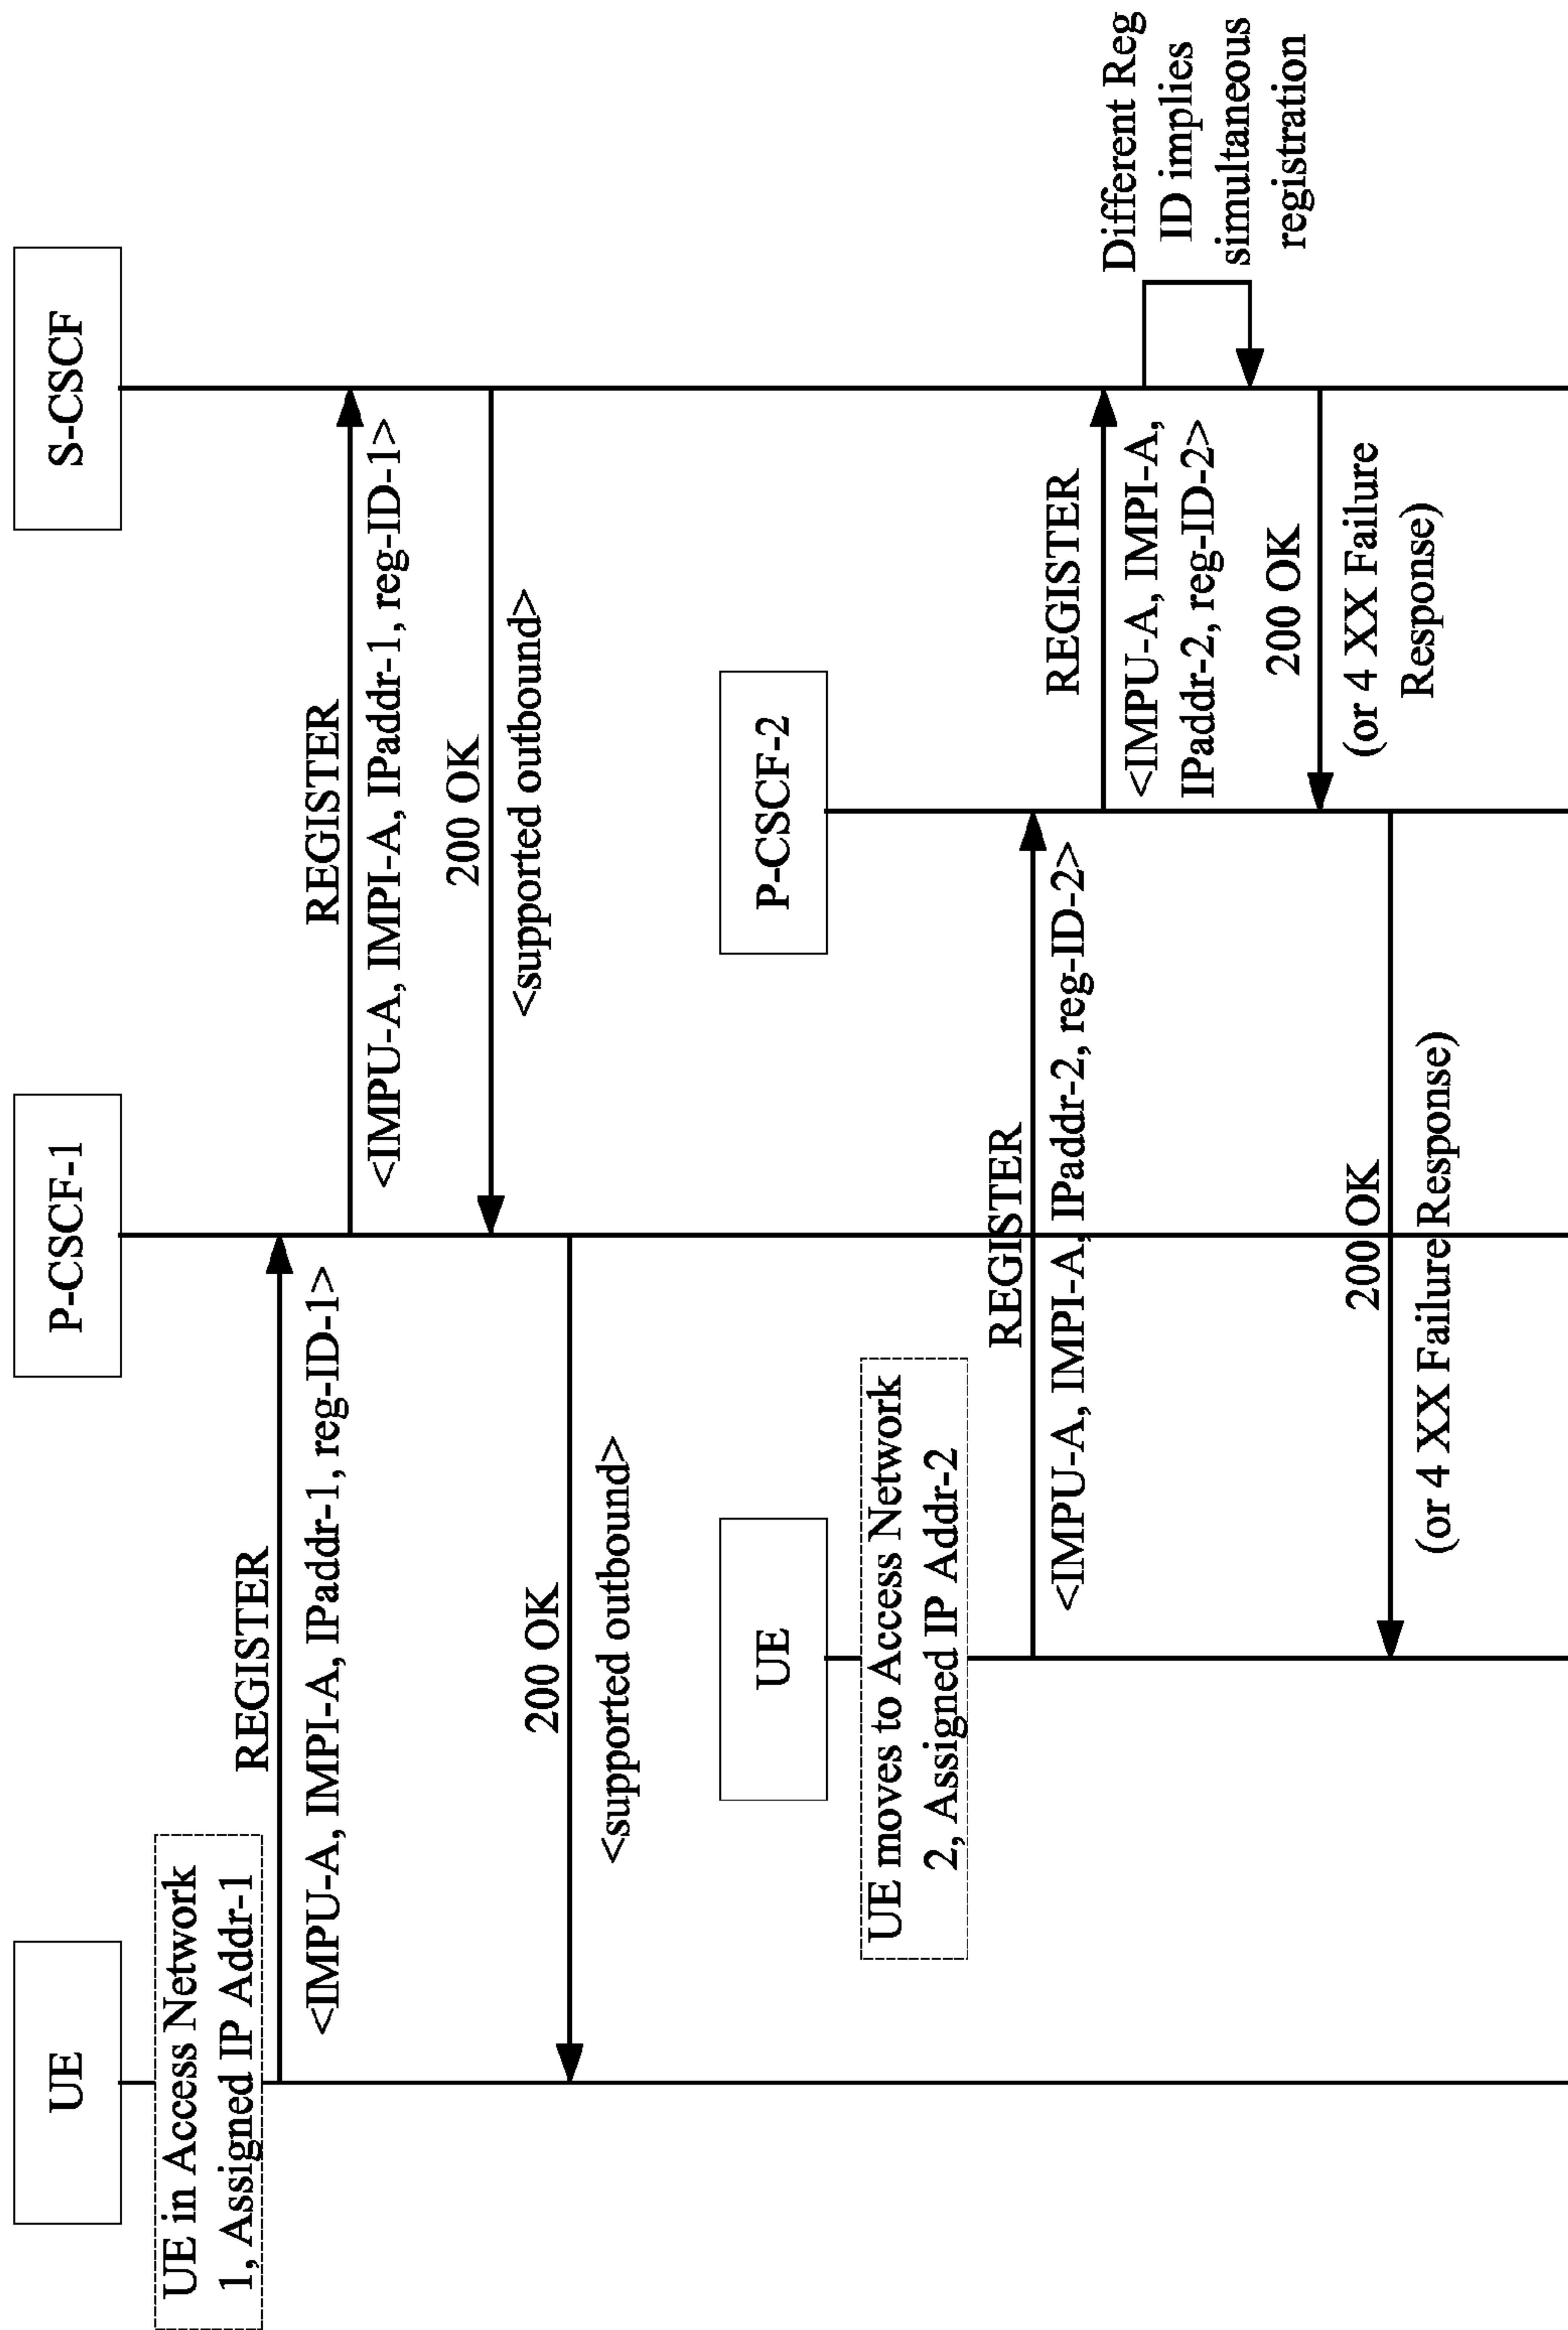 UE
P-CSCF-1
S-CSCF
UE in Access Network
1, Assigned IP Addr-1
REGISTER
<IMPU-A, IMPI-A, IPaddr-1, reg-ID-1>
REGISTER
<IMPU-A, IMPI-A, IPaddr-1, reg-ID-1>
200 OK
<supported outbound>
200 OK
<supported outbound>
UE
P-CSCF-2
UE moves to Access Network
2, Assigned IP Addr-2
REGISTER
<IMPU-A, IMPI-A, IPaddr-2, reg-ID-2>
REGISTER
<IMPU-A, IMPI-A,
IPaddr-2, reg-ID-2>
Different Reg
ID implies
simultaneous
registration
200 OK
(or 4 XX Failure
Response)
200 OK
(or 4 XX Failure Response)